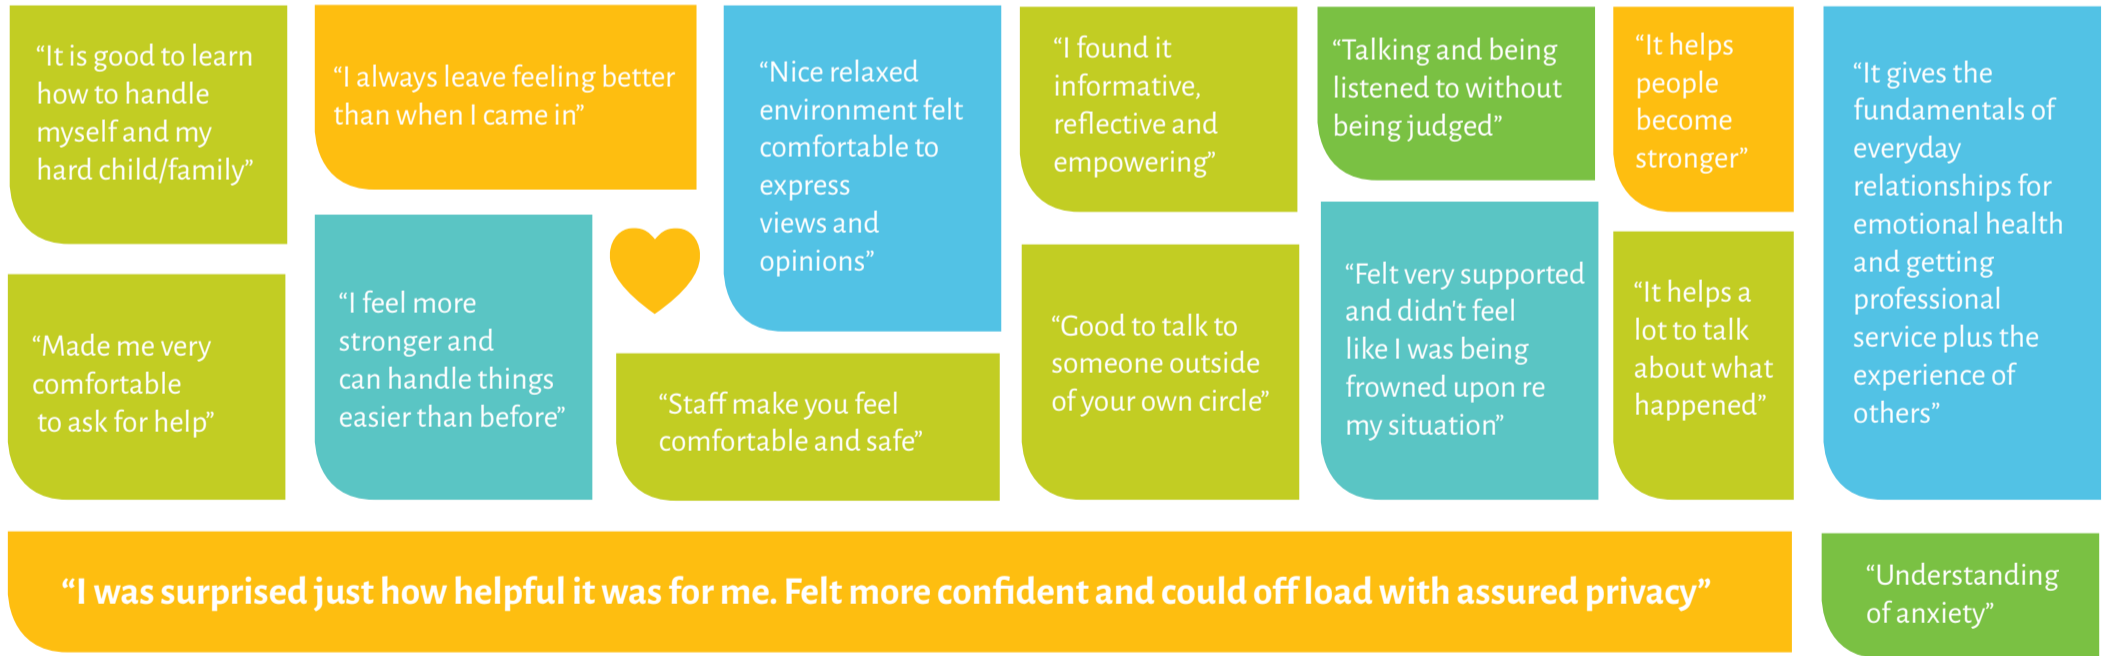 “It is good to learn
how to handle
myself and my
hard child/family”
“I always leave feeling better
than when I came in”
“Nice relaxed
environment felt
comfortable to
express
views and
opinions”
“I found it
informative,
reflective and
empowering”
“Talking and being
listened to without
being judged”
“It helps
people
become
stronger”
“It gives the
fundamentals of
everyday
relationships for
emotional health
and getting
professional
service plus the
experience of
others”
“Made me very
comfortable
to ask for help”
“I feel more
stronger and
can handle things
easier than before”
“Staff make you feel
comfortable and safe”
“Good to talk to
someone outside
of your own circle”
“Felt very supported
and didn't feel
like I was being
frowned upon re
my situation”
“It helps a
lot to talk
about what
happened”
“I was surprised just how helpful it was for me. Felt more confident and could off load with assured privacy”
“Understanding
of anxiety”